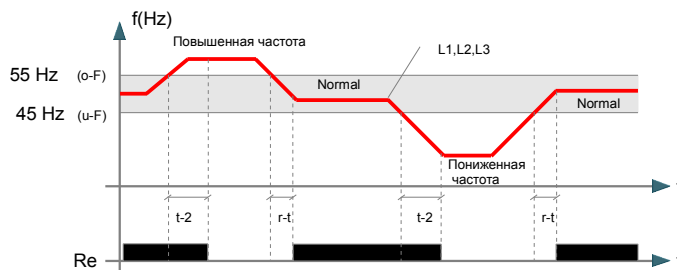 f(Hz)
Повышенная частота
L1,L2,L3
55 Hz (o-F)
Normal
45 Hz (u-F)
Normal
Пониженная
частота
t-2
r-t
t-2
r-t
Re